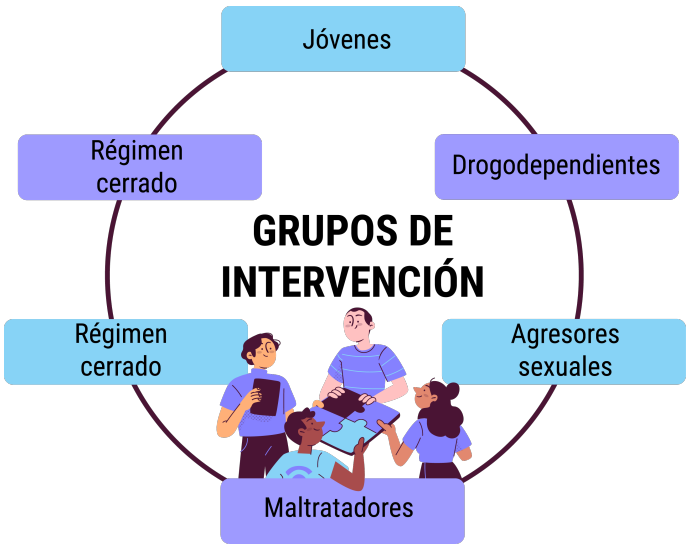 Jóvenes
Régimen
cerrado
Drogodependientes
GRUPOS DE
INTERVENCIÓN
Régimen
cerrado
Agresores
sexuales
Maltratadores